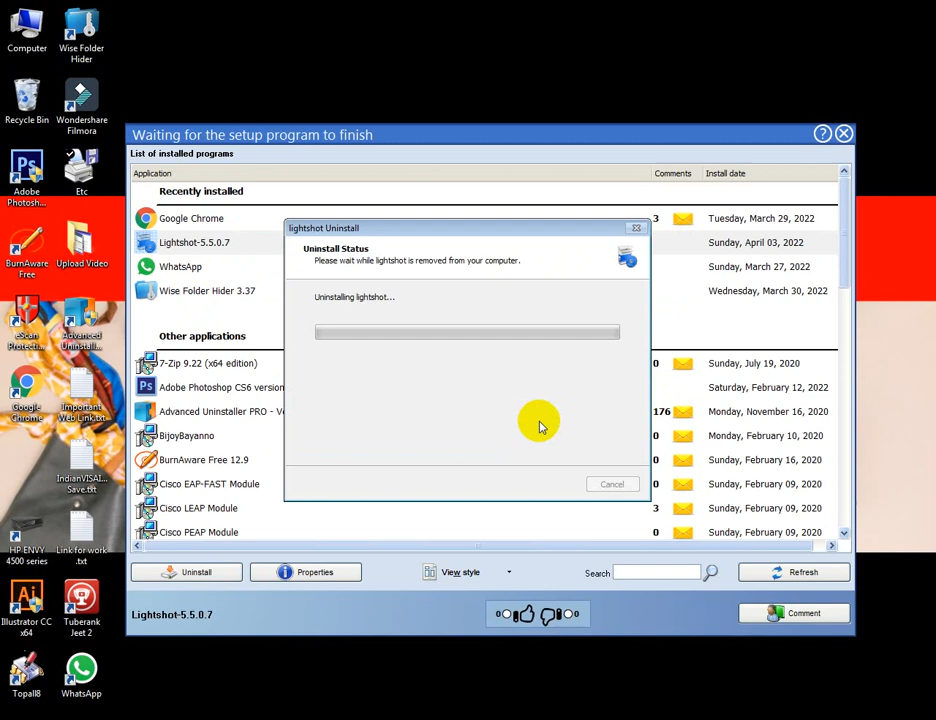 Computer
Wise Folder
Hider
Recycle Bin
Wondershare
Filmora
Adobe
Photosh...
Etc
BurnAware
Free
Upload Video
eScan
Protecti...
Advanced
Uninstall...
Google
Chrome
Important
Web Link.txt
IndianVISAI...
Save.txt
HP ENVY
4500 series
Link for work
.txt
Illustrator CC
x64
Tuberank
Jeet 2
Topall8
WhatsApp
Waiting for the setup program to finish
List of installed programs
Application
Comments
Install date
Recently installed
Google Chrome
3
Tuesday, March 29, 2022
Lightshot-5.5.0.7
Sunday, April 03, 2022
WhatsApp
Sunday, March 27, 2022
Wise Folder Hider 3.37
Wednesday, March 30, 2022
Other applications
7-Zip 9.22 (x64 edition)
0
Sunday, July 19, 2020
Adobe Photoshop CS6 version
Saturday, February 12, 2022
Advanced Uninstaller PRO - Ve
176
Monday, November 16, 2020
BijoyBayanno
0
Monday, February 10, 2020
BurnAware Free 12.9
0
Sunday, February 16, 2020
Cisco EAP-FAST Module
0
Sunday, February 09, 2020
Cisco LEAP Module
3
Sunday, February 09, 2020
Cisco PEAP Module
0
Sunday, February 09, 2020
lightshot Uninstall
Uninstall Status
Please wait while lightshot is removed from your computer.
Uninstalling lightshot...
Cancel
Uninstall
Properties
View style
Search
Refresh
Lightshot-5.5.0.7
0
0
Comment